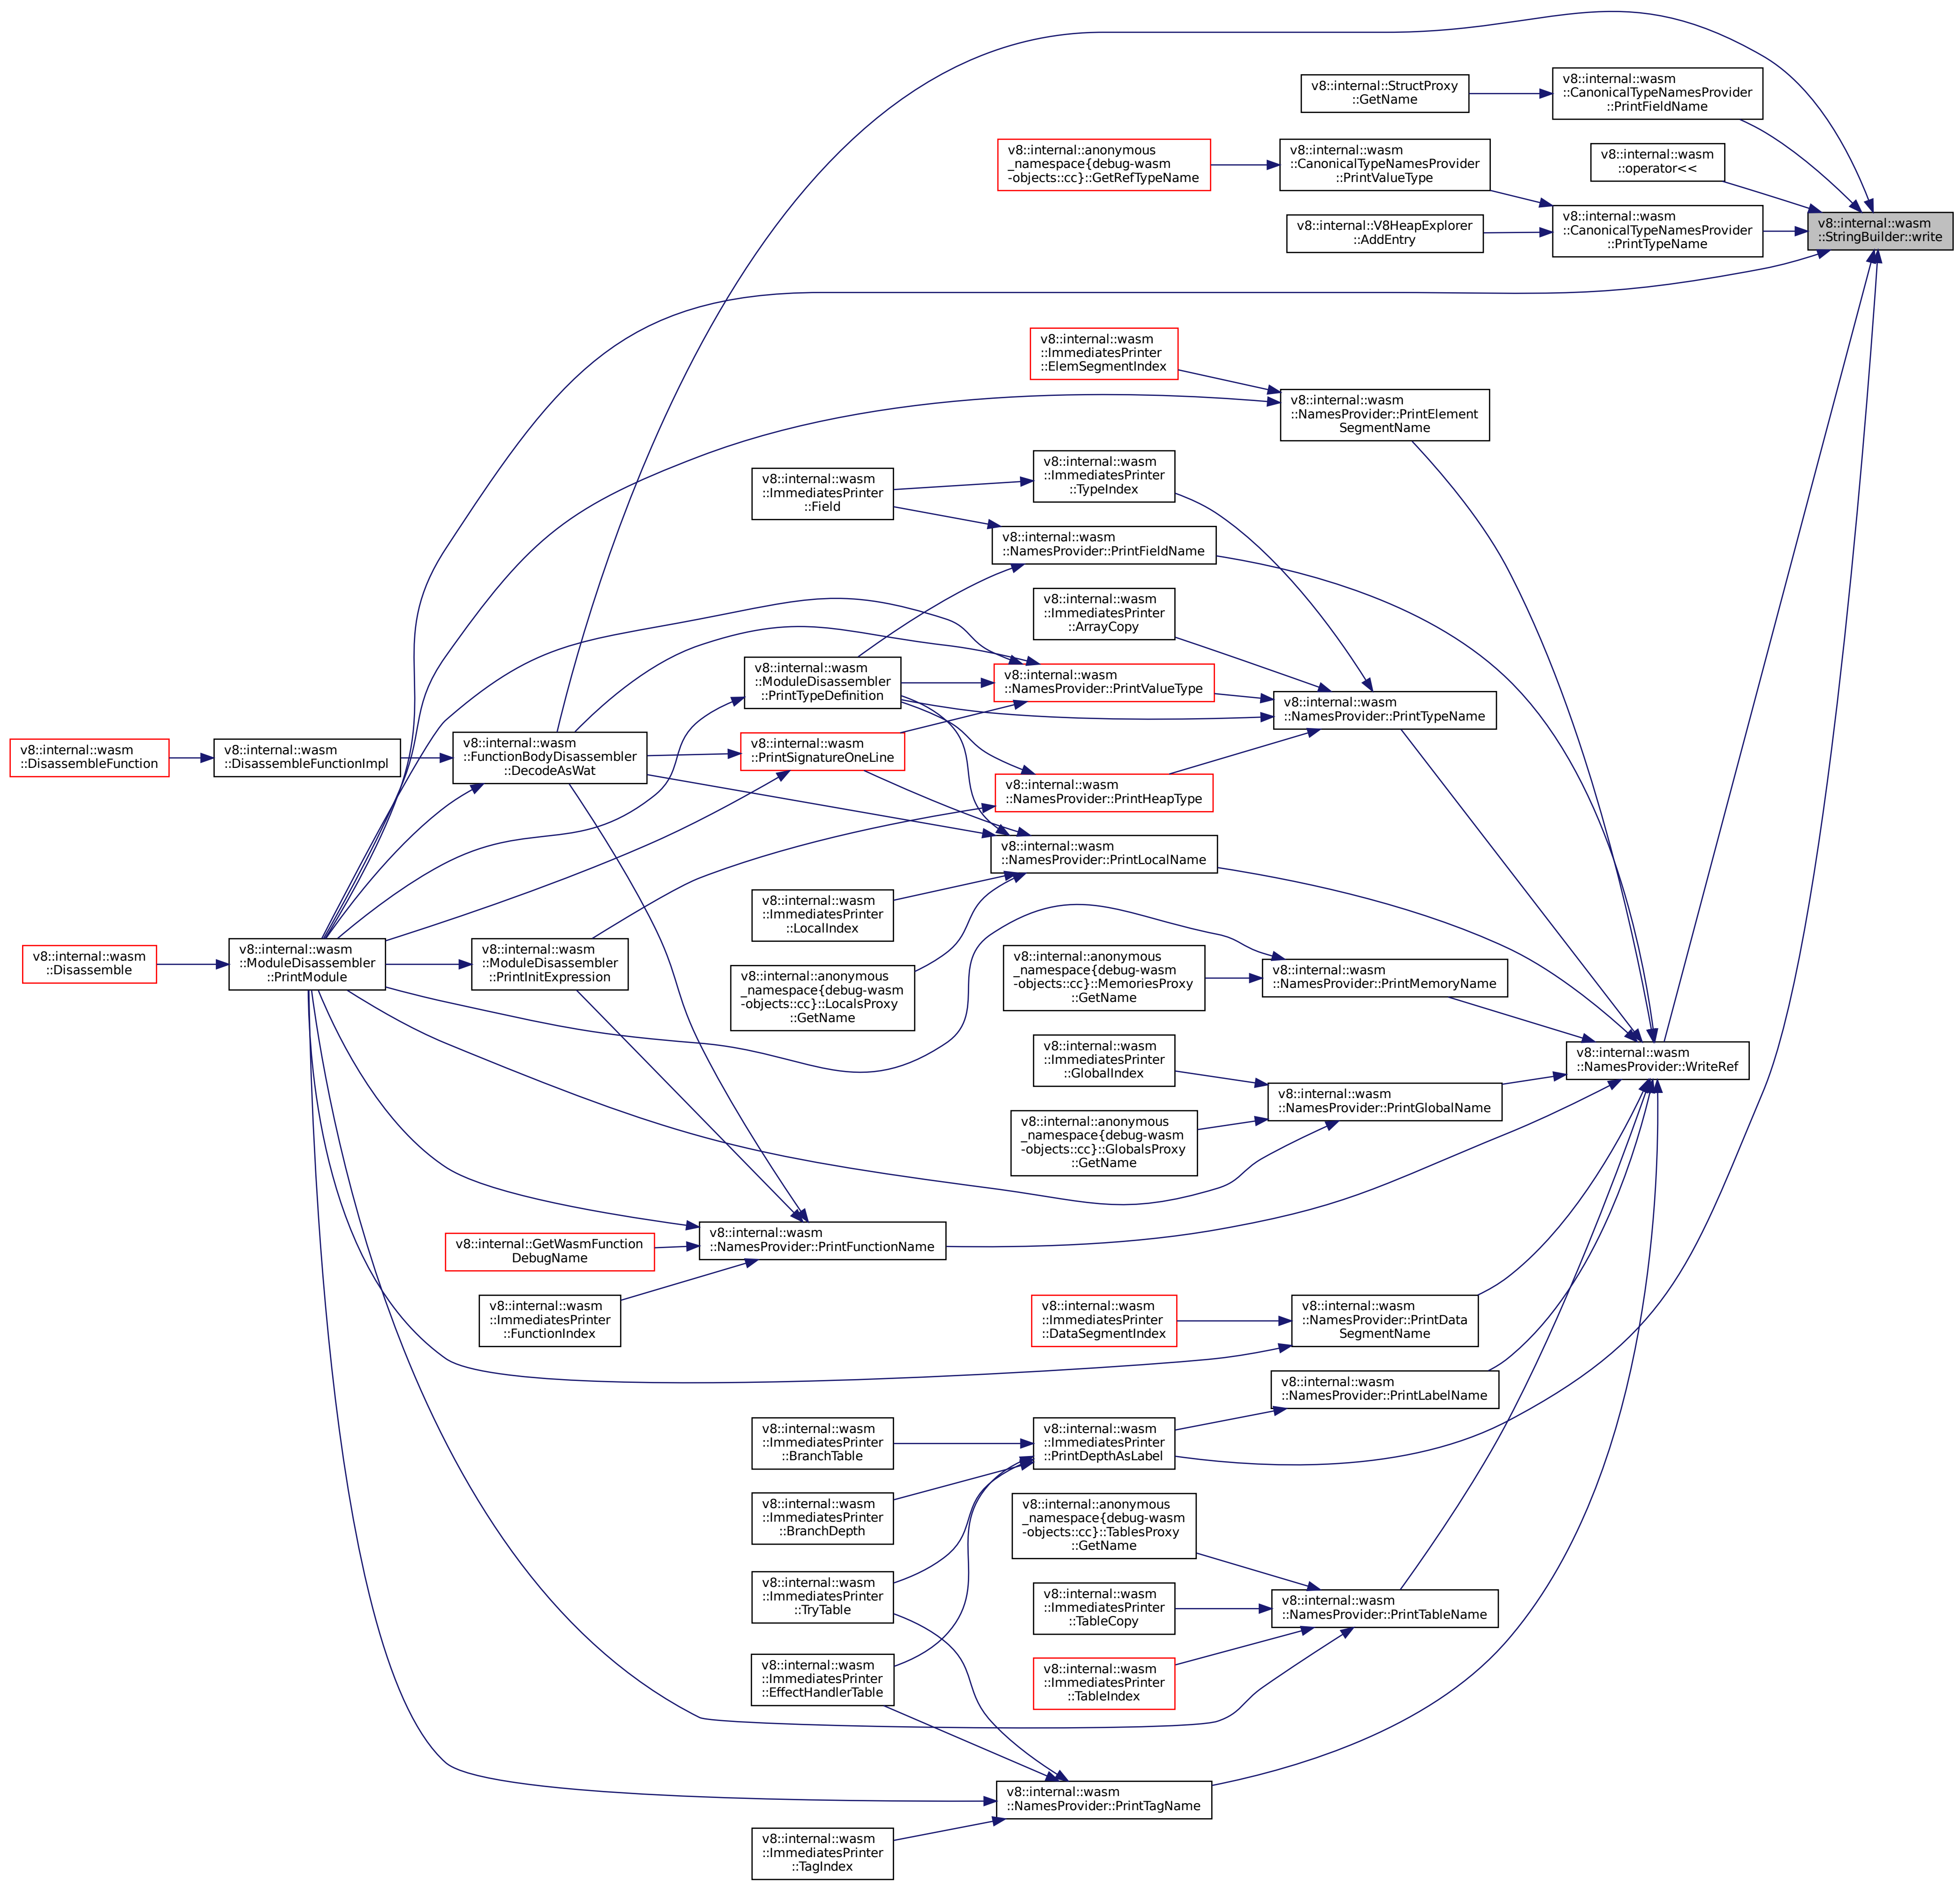 v8::internal::StructProxy
::GetName
v8::internal::wasm
::CanonicalTypeNamesProvider
::PrintFieldName
v8::internal::anonymous
_namespace{debug-wasm
-objects::cc}::GetRefTypeName
v8::internal::wasm
::CanonicalTypeNamesProvider
::PrintValueType
v8::internal::wasm
::operator<<
v8::internal::V8HeapExplorer
::AddEntry
v8::internal::wasm
::CanonicalTypeNamesProvider
::PrintTypeName
v8::internal::wasm
::StringBuilder::write
v8::internal::wasm
::ImmediatesPrinter
::ElemSegmentIndex
v8::internal::wasm
::NamesProvider::PrintElement
SegmentName
v8::internal::wasm
::ImmediatesPrinter
::Field
v8::internal::wasm
::ImmediatesPrinter
::TypeIndex
v8::internal::wasm
::NamesProvider::PrintFieldName
v8::internal::wasm
::ImmediatesPrinter
::ArrayCopy
v8::internal::wasm
::ModuleDisassembler
::PrintTypeDefinition
v8::internal::wasm
::NamesProvider::PrintValueType
v8::internal::wasm
::NamesProvider::PrintTypeName
v8::internal::wasm
::DisassembleFunction
v8::internal::wasm
::DisassembleFunctionImpl
v8::internal::wasm
::FunctionBodyDisassembler
::DecodeAsWat
v8::internal::wasm
::PrintSignatureOneLine
v8::internal::wasm
::NamesProvider::PrintHeapType
v8::internal::wasm
::NamesProvider::PrintLocalName
v8::internal::wasm
::ImmediatesPrinter
::LocalIndex
v8::internal::wasm
::Disassemble
v8::internal::wasm
::ModuleDisassembler
::PrintModule
v8::internal::wasm
::ModuleDisassembler
::PrintInitExpression
v8::internal::anonymous
_namespace{debug-wasm
-objects::cc}::LocalsProxy
::GetName
v8::internal::anonymous
_namespace{debug-wasm
-objects::cc}::MemoriesProxy
::GetName
v8::internal::wasm
::NamesProvider::PrintMemoryName
v8::internal::wasm
::NamesProvider::WriteRef
v8::internal::wasm
::ImmediatesPrinter
::GlobalIndex
v8::internal::wasm
::NamesProvider::PrintGlobalName
v8::internal::anonymous
_namespace{debug-wasm
-objects::cc}::GlobalsProxy
::GetName
v8::internal::GetWasmFunction
DebugName
v8::internal::wasm
::NamesProvider::PrintFunctionName
v8::internal::wasm
::ImmediatesPrinter
::FunctionIndex
v8::internal::wasm
::ImmediatesPrinter
::DataSegmentIndex
v8::internal::wasm
::NamesProvider::PrintData
SegmentName
v8::internal::wasm
::NamesProvider::PrintLabelName
v8::internal::wasm
::ImmediatesPrinter
::BranchTable
v8::internal::wasm
::ImmediatesPrinter
::PrintDepthAsLabel
v8::internal::wasm
::ImmediatesPrinter
::BranchDepth
v8::internal::anonymous
_namespace{debug-wasm
-objects::cc}::TablesProxy
::GetName
v8::internal::wasm
::ImmediatesPrinter
::TryTable
v8::internal::wasm
::ImmediatesPrinter
::TableCopy
v8::internal::wasm
::NamesProvider::PrintTableName
v8::internal::wasm
::ImmediatesPrinter
::EffectHandlerTable
v8::internal::wasm
::ImmediatesPrinter
::TableIndex
v8::internal::wasm
::NamesProvider::PrintTagName
v8::internal::wasm
::ImmediatesPrinter
::TagIndex